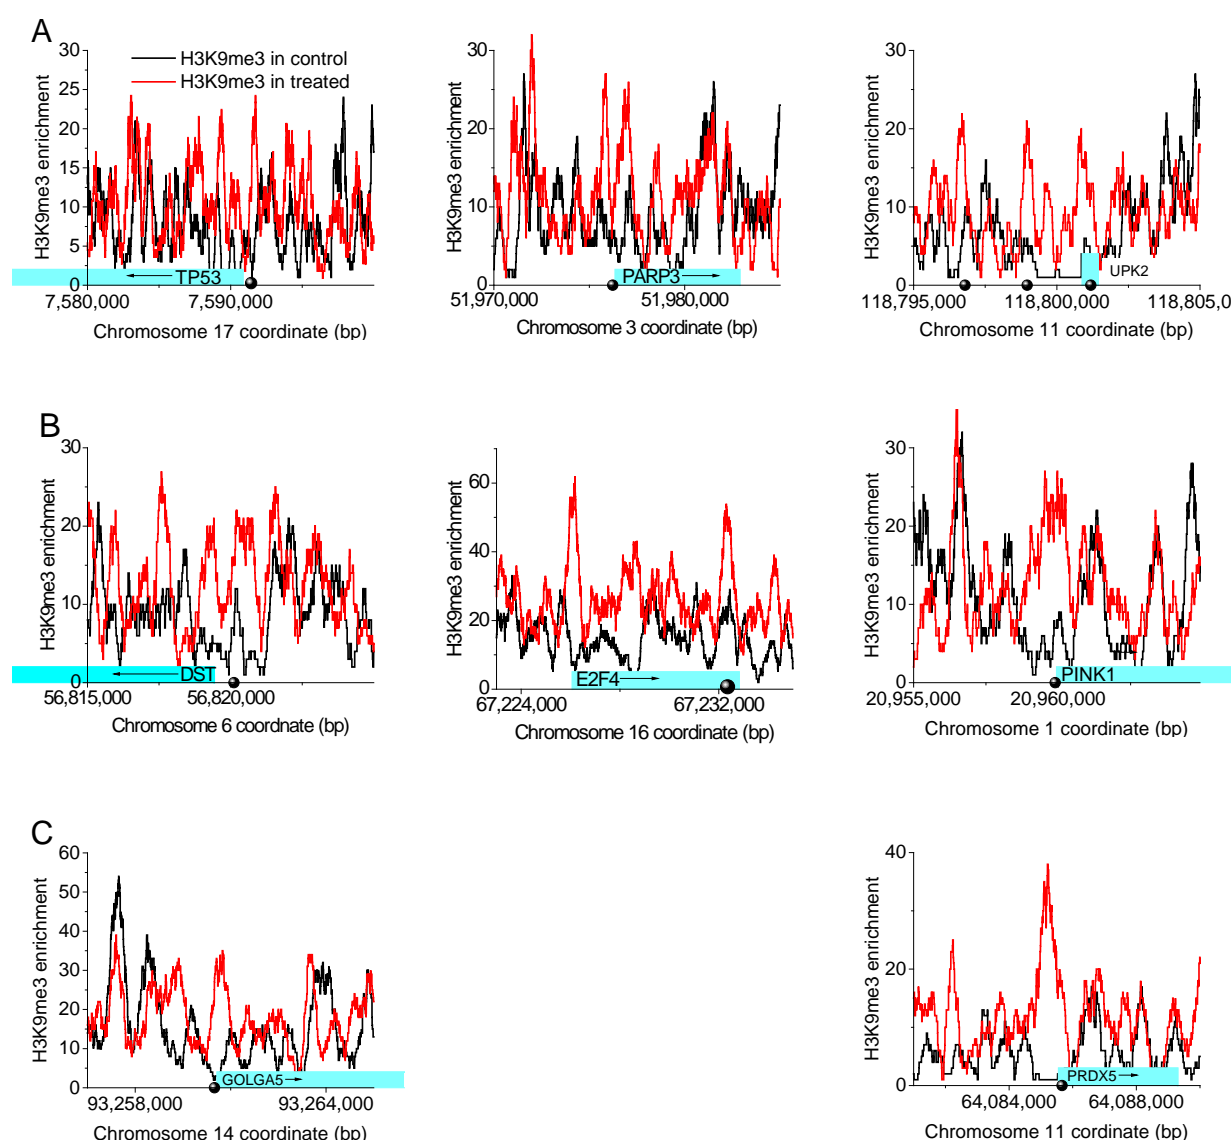 A
H3K9me3 in control
H3K9me3 in treated
H3K9me3 enrichment
30
25
20
15
10
5
0
TP53
7,580,000
7,590,000
Chromosome 17 coordinate (bp)
H3K9me3 enrichment
30
20
10
0
PARP3
51,970,000
51,980,000
Chromosome 3 coordinate (bp)
H3K9me3 enrichment
30
20
10
0
UPK2
118,795,000
118,800,000
118,805,0
Chromosome 11 coordinate (bp)
B
H3K9me3 enrichment
30
20
10
0
DST
56,815,000
56,820,000
Chromosome 6 coordinate (bp)
H3K9me3 enrichment
60
40
20
0
E2F4
67,224,000
67,232,000
Chromosome 16 coordinate (bp)
H3K9me3 enrichment
30
20
10
0
PINK1
20,955,000
20,960,000
Chromosome 1 coordinate (bp)
C
H3K9me3 enrichment
60
50
40
30
20
10
0
GOLGA5
93,258,000
93,264,000
Chromosome 14 coordinate (bp)
H3K9me3 enrichment
40
20
0
PRDX5
64,084,000
64,088,000
Chromosome 11 coordinate (bp)